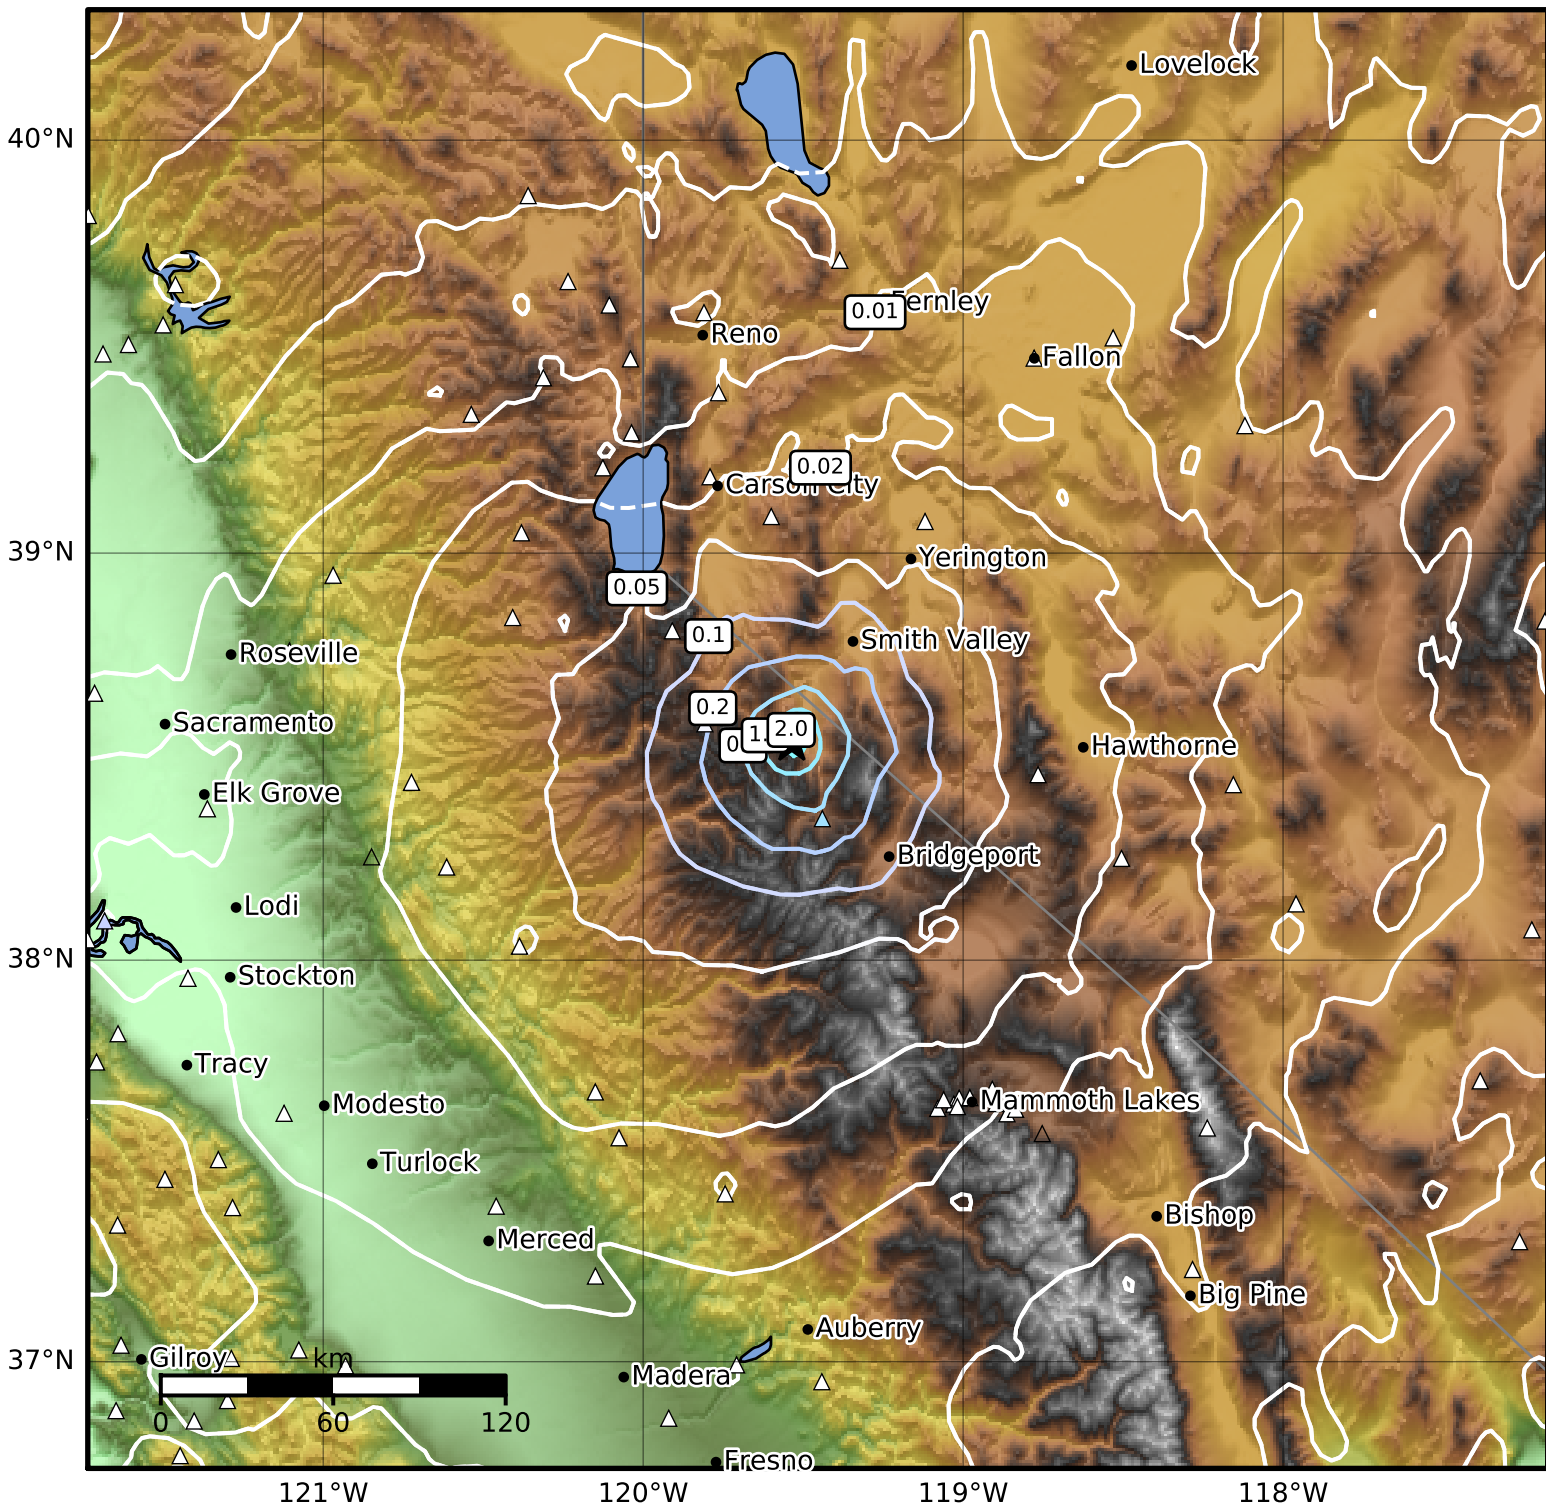 Lovelock
40°N
0.01
Fernley
Reno
Fallon
0.02
Carson City
39°N
Yerington
0.05
0.1
Smith Valley
Roseville
0.2
Sacramento
2.0
Hawthorne
Elk Grove
Bridgeport
Lodi
38°N
Stockton
Tracy
Mammoth Lakes
Modesto
Turlock
Bishop
Merced
Big Pine
Auberry
37°N
Gilroy
km
Madera
0 60 120
Fresno
121°W 120°W 119°W 118°W